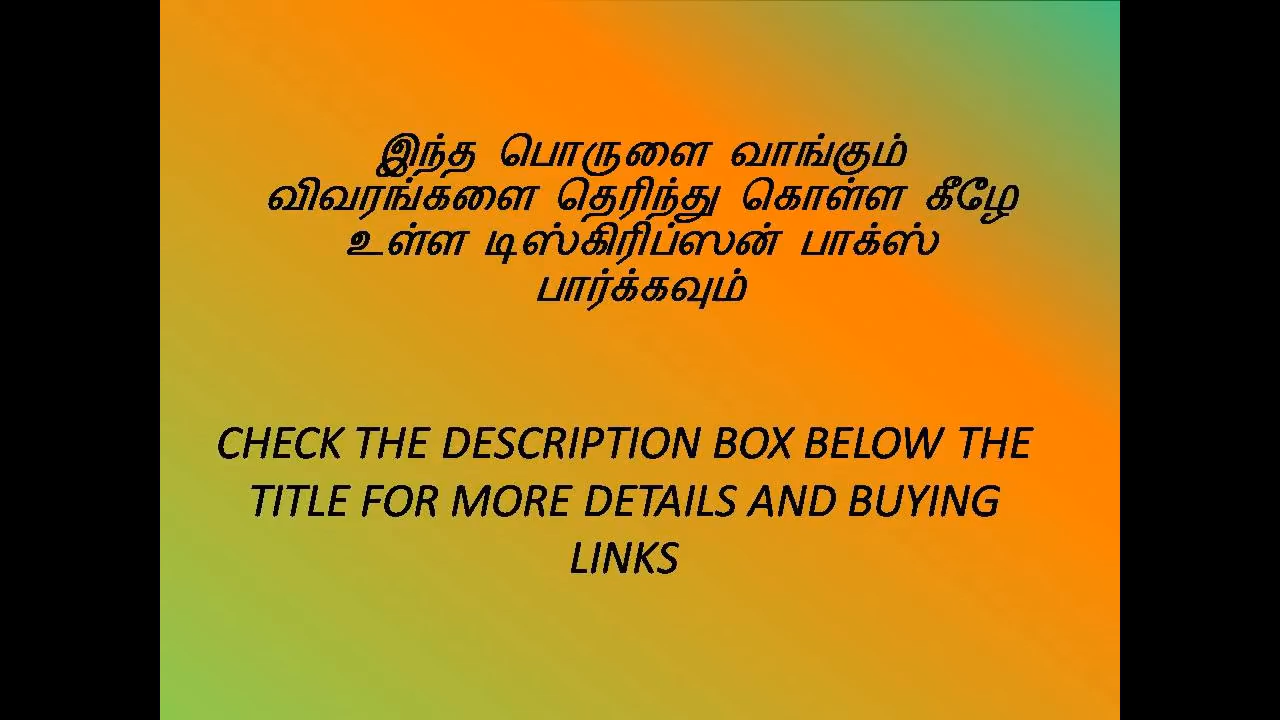 இந்த பொருளை வாங்கும்
விவரங்களை தெரிந்து கொள்ள கீழே
உள்ள டிஸ்கிரிப்ஸன் பாக்ஸ்
பார்க்கவும்
CHECK THE DESCRIPTION BOX BELOW THE
TITLE FOR MORE DETAILS AND BUYING
LINKS